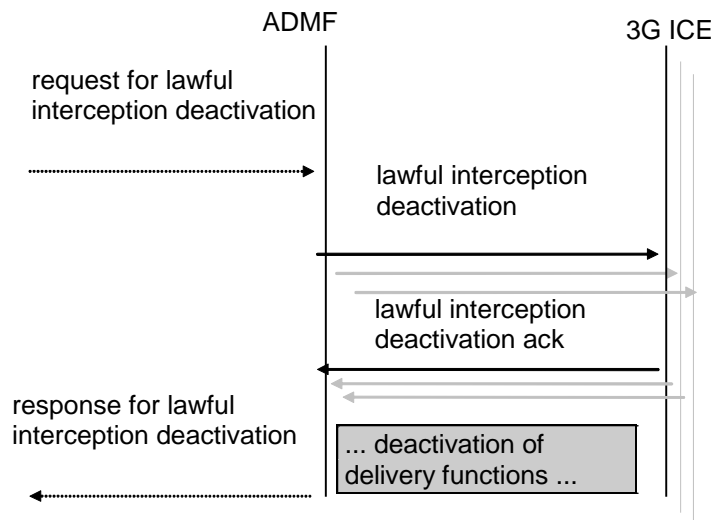 ADMF
3G ICE
request for lawful
interception deactivation
lawful interception
deactivation
lawful interception
deactivation ack
response for lawful
interception deactivation
... deactivation of
delivery functions ...